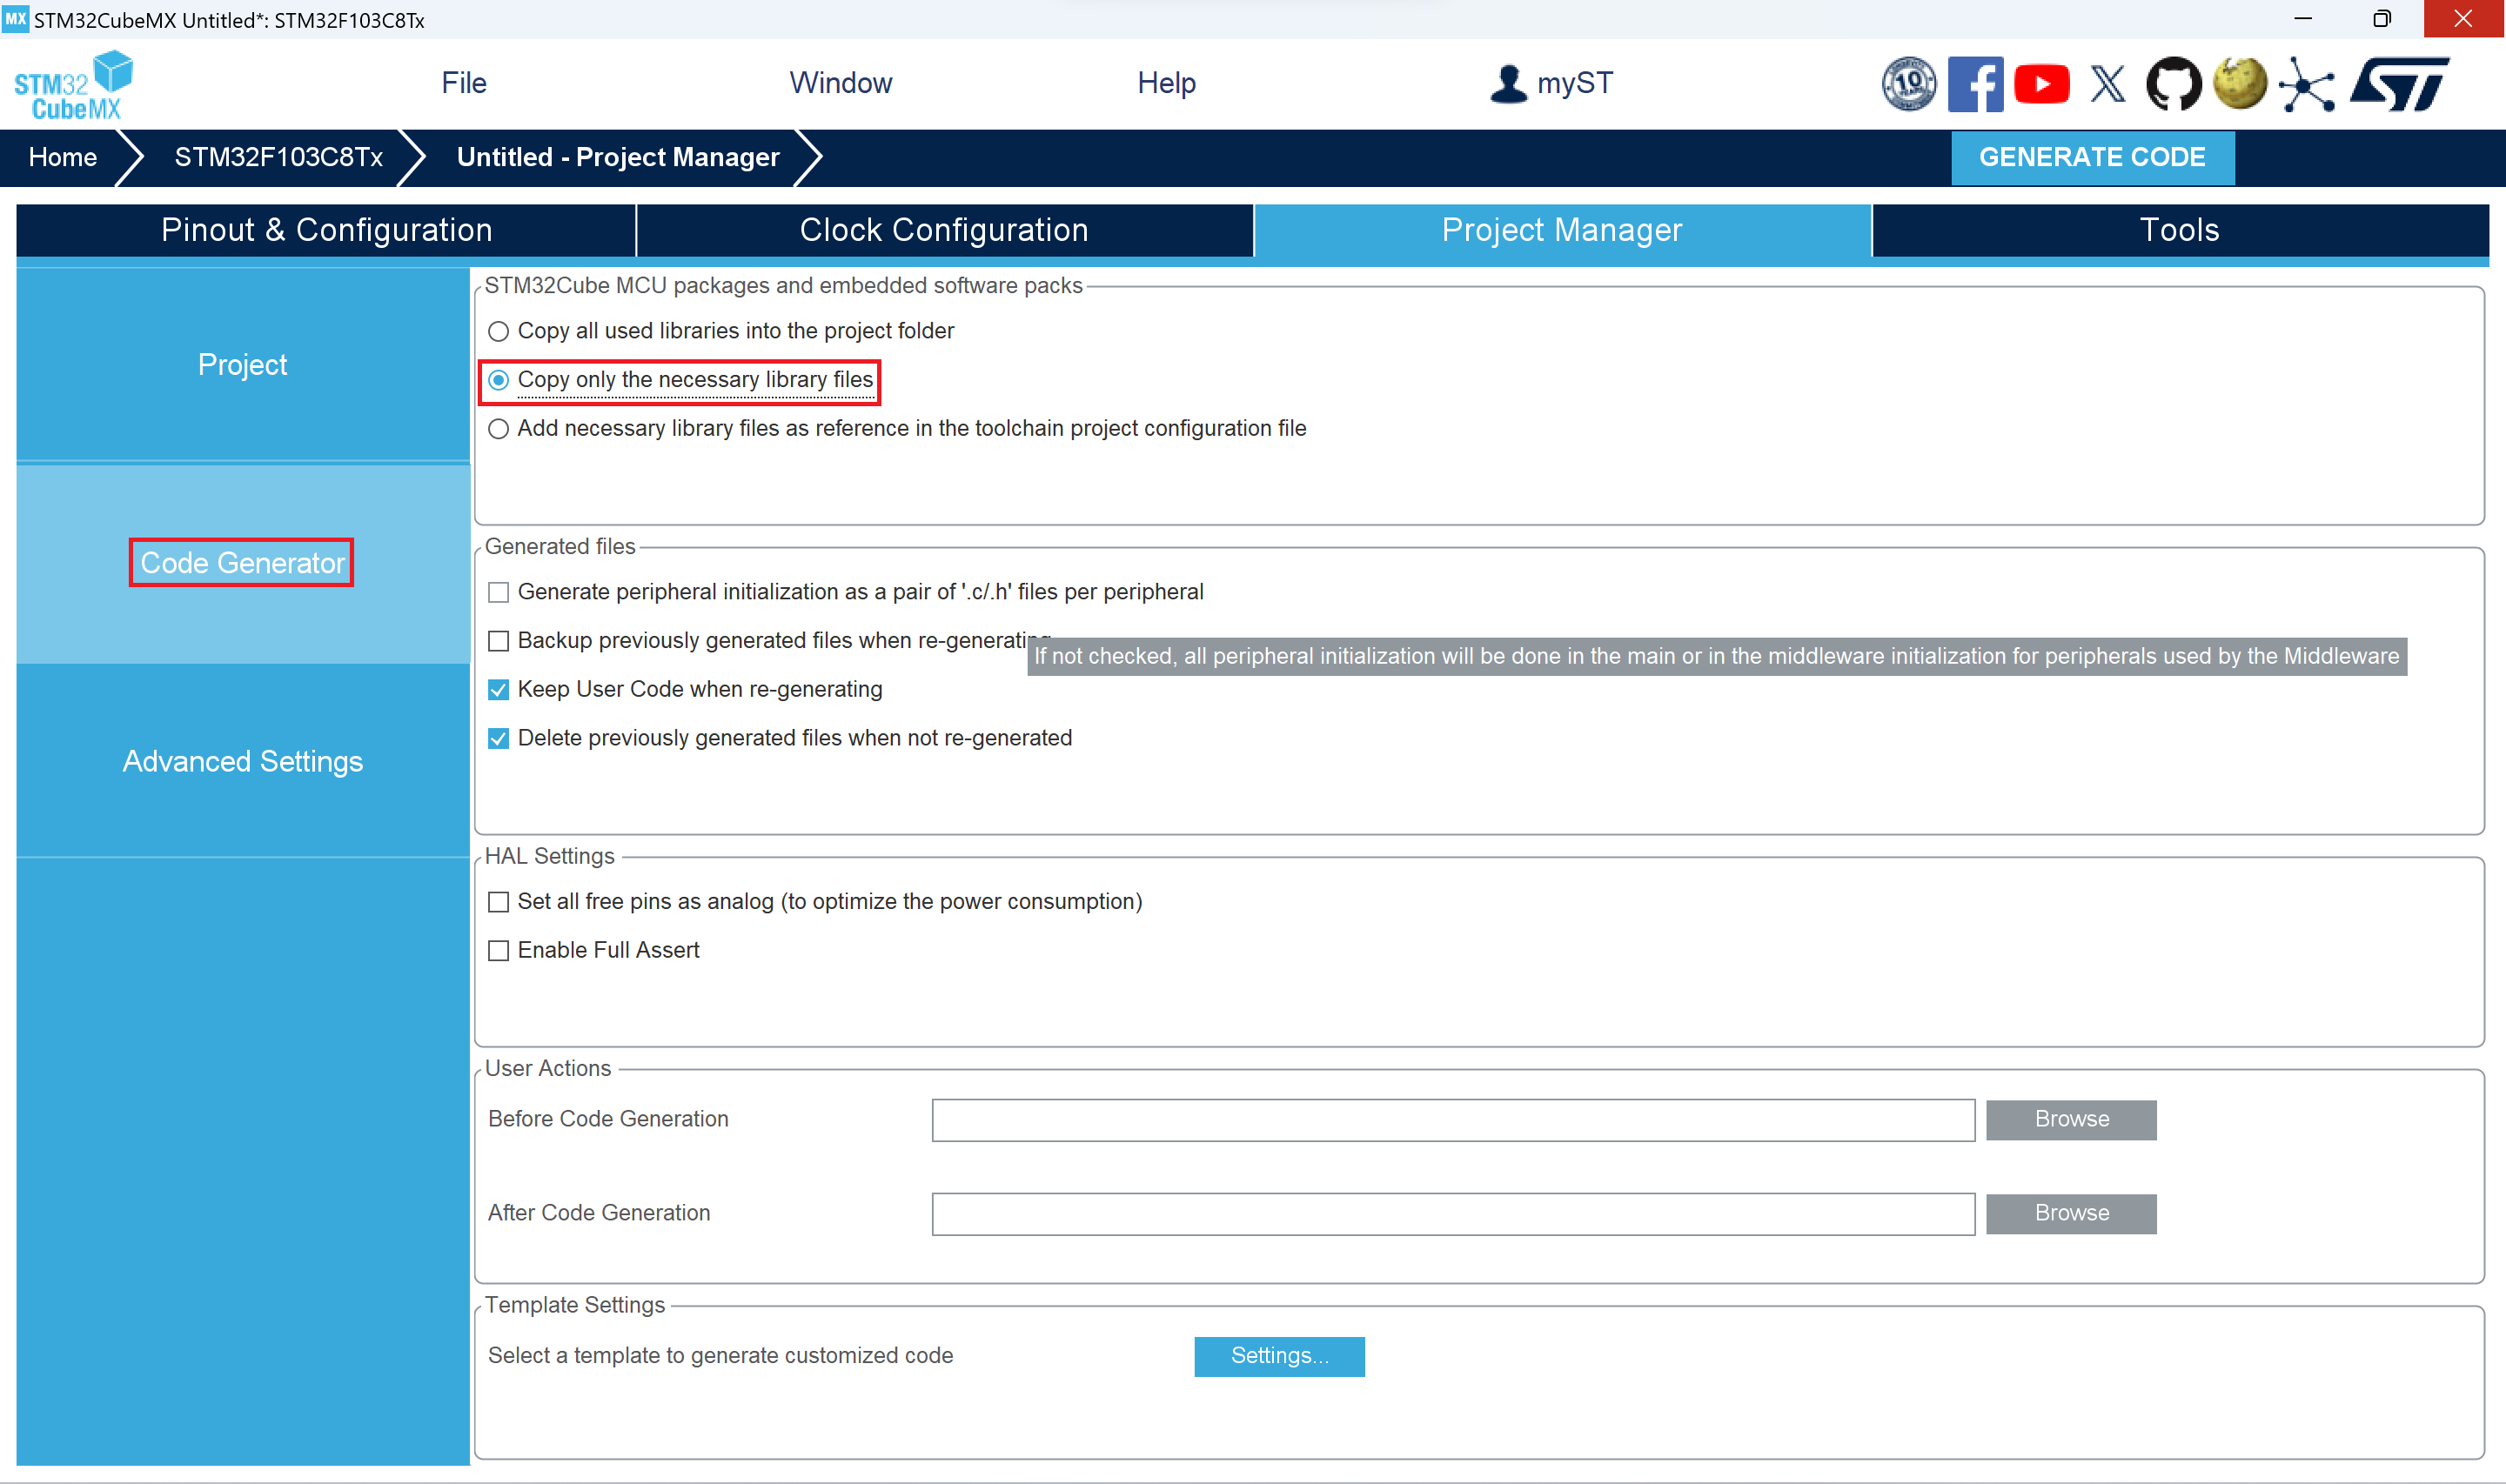 MX STM32CubeMX Untitled*: STM32F103C8Tx
STM32
CubeMX
File
Window
Help
myST
10
YEARS
ST
Home
STM32F103C8Tx
Untitled - Project Manager
GENERATE CODE
Pinout & Configuration
Clock Configuration
Project Manager
Tools
Project
Code Generator
Advanced Settings
STM32Cube MCU packages and embedded software packs
Copy all used libraries into the project folder
Copy only the necessary library files
Add necessary library files as reference in the toolchain project configuration file
Generated files
Generate peripheral initialization as a pair of '.c/.h' files per peripheral
Backup previously generated files when re-generating
If not checked, all peripheral initialization will be done in the main or in the middleware initialization for peripherals used by the Middleware
Keep User Code when re-generating
Delete previously generated files when not re-generated
HAL Settings
Set all free pins as analog (to optimize the power consumption)
Enable Full Assert
User Actions
Before Code Generation
Browse
After Code Generation
Browse
Template Settings
Select a template to generate customized code
Settings...